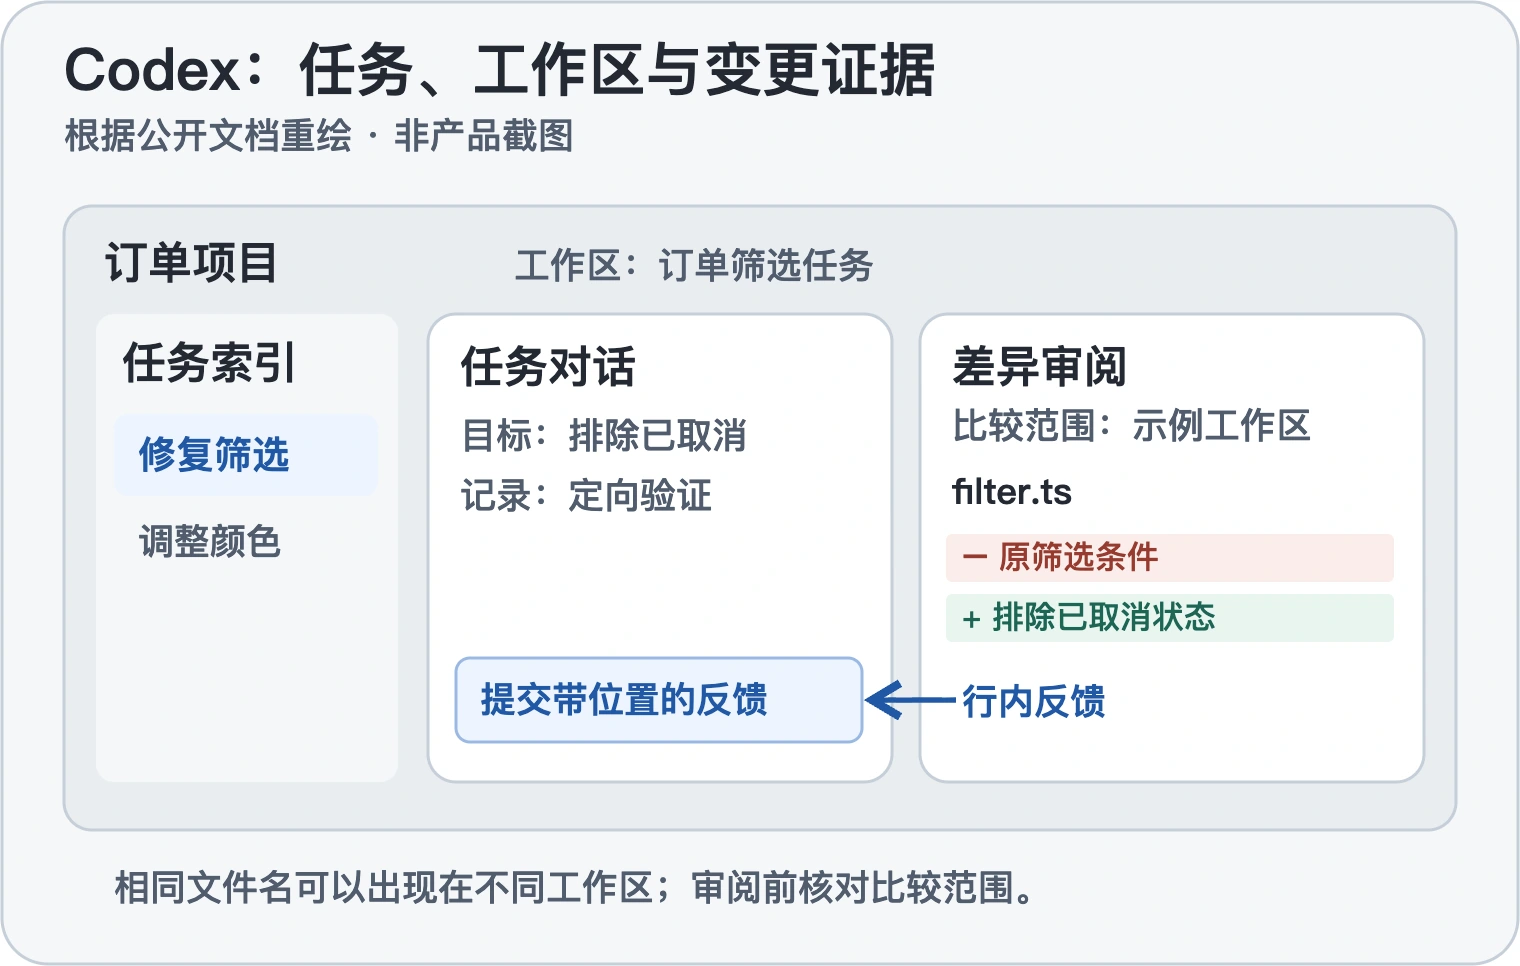 Codex：任务、工作区与变更证据
根据公开文档重绘 · 非产品截图
订单项目
工作区：订单筛选任务
任务索引
修复筛选
调整颜色
任务对话
目标：排除已取消
记录：定向验证
提交带位置的反馈
差异审阅
比较范围：示例工作区
filter.ts
− 原筛选条件
+ 排除已取消状态
行内反馈
相同文件名可以出现在不同工作区；审阅前核对比较范围。